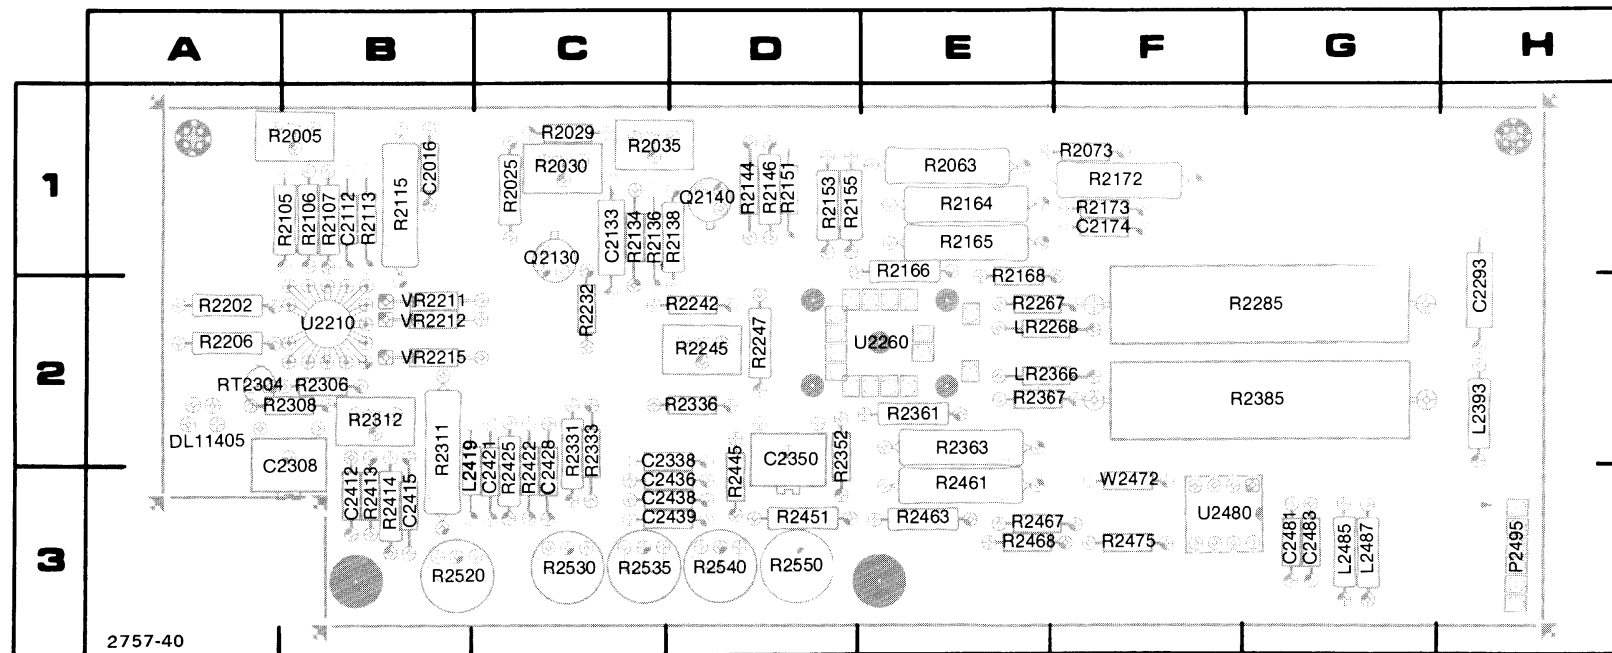 A B C D E F G H
1
2
3
R2005
R2029
R2035
R2030
R2025
C2016
R2115
R2105
R2106
R2107
C2112
R2113
Q2130
C2133
R2134
R2136
R2138
Q2140
R2144
R2146
R2151
R2153
R2155
R2063
R2073
R2172
R2164
R2173
C2174
R2165
R2166
R2168
R2202
U2210
VR2211
VR2212
R2206
VR2215
R2232
R2242
R2245
R2247
U2260
R2267
LR2268
R2285
C2293
RT2304
R2306
R2308
R2312
R2311
R2336
R2361
LR2366
R2367
R2385
L2393
DL11405
C2308
C2412
R2413
R2414
C2415
L2419
C2421
R2425
R2422
C2428
R2331
R2333
C2338
C2436
C2438
C2439
R2445
C2350
R2352
R2363
R2461
W2472
R2451
R2463
R2467
R2468
R2475
U2480
C2481
C2483
L2485
L2487
P2495
R2520
R2530
R2535
R2540
R2550
2757-40